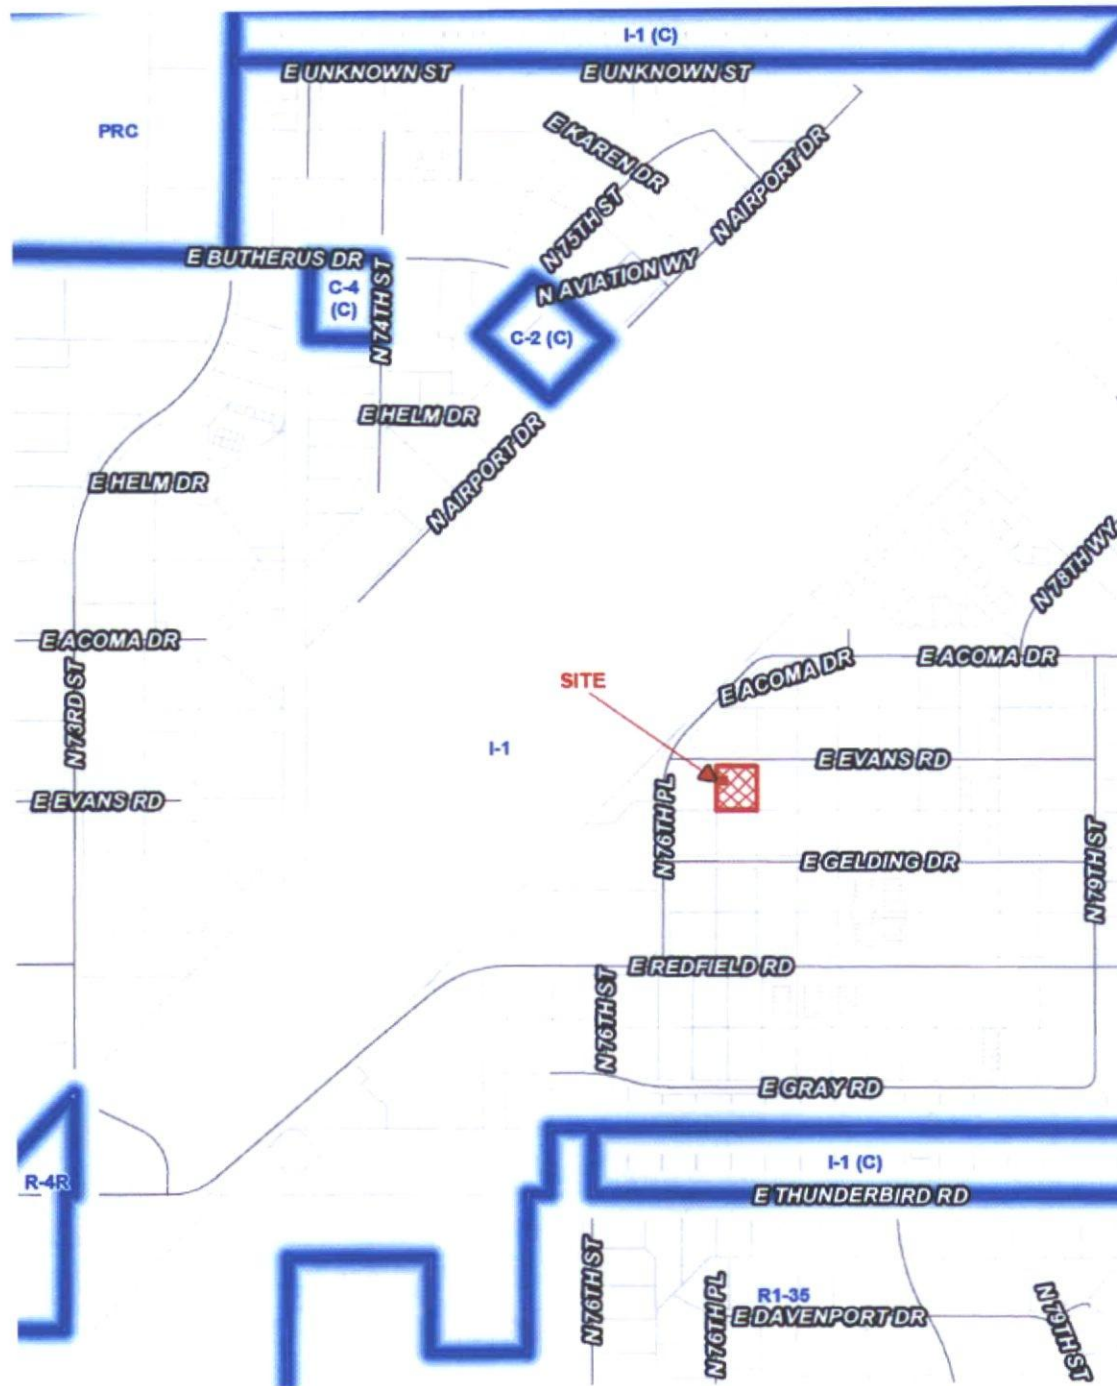 I-1 (C)
E UNKNOWN ST
E UNKNOWN ST
PRC
E KAREN DR
N AIRPORT DR
N 75TH ST
E BUTHERUS DR
N AVIATION WY
C-4
(C)
N 74TH ST
C-2 (C)
E HELM DR
N AIRPORT DR
E HELM DR
N 78TH WY
E ACOMA DR
E ACOMA DR
E ACOMA DR
SITE
N 73RD ST
I-1
E EVANS RD
E EVANS RD
N 76TH PL
E GELDING DR
N 79TH ST
E REDFIELD RD
N 76TH ST
E GRAY RD
R-4R
I-1 (C)
E THUNDERBIRD RD
N 76TH ST
N 76TH PL
R1-35
E DAVENPORT DR
N 79TH ST